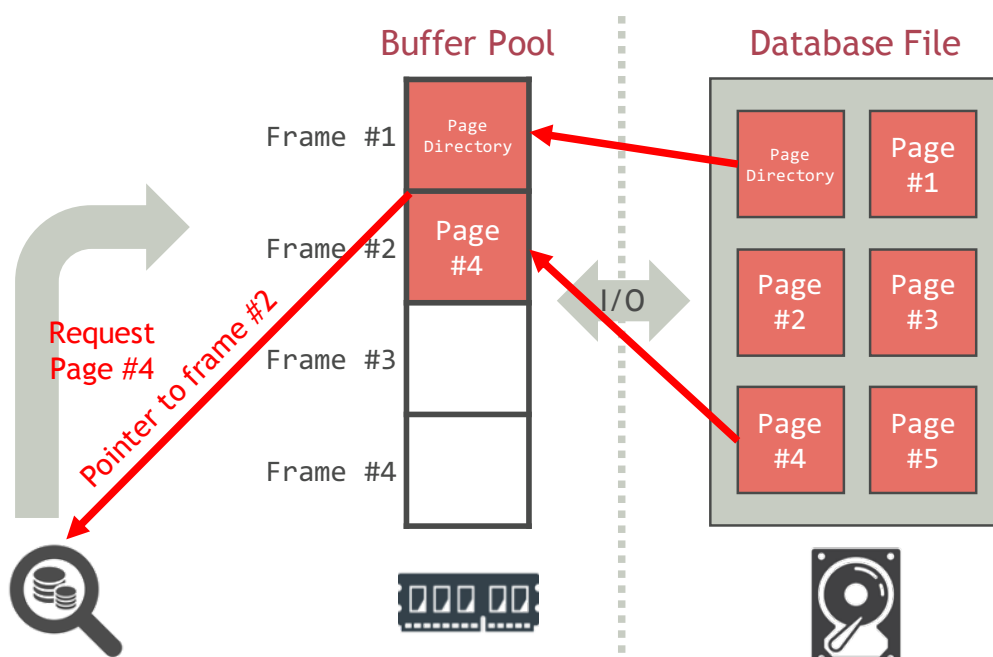 Buffer Pool
Database File
Frame #1
Page
Directory
Page
Directory
Page
#1
Frame #2
Page
#4
I/O
Page
#2
Page
#3
Request
Page #4
Pointer to frame #2
Frame #3
Frame #4
Page
#4
Page
#5